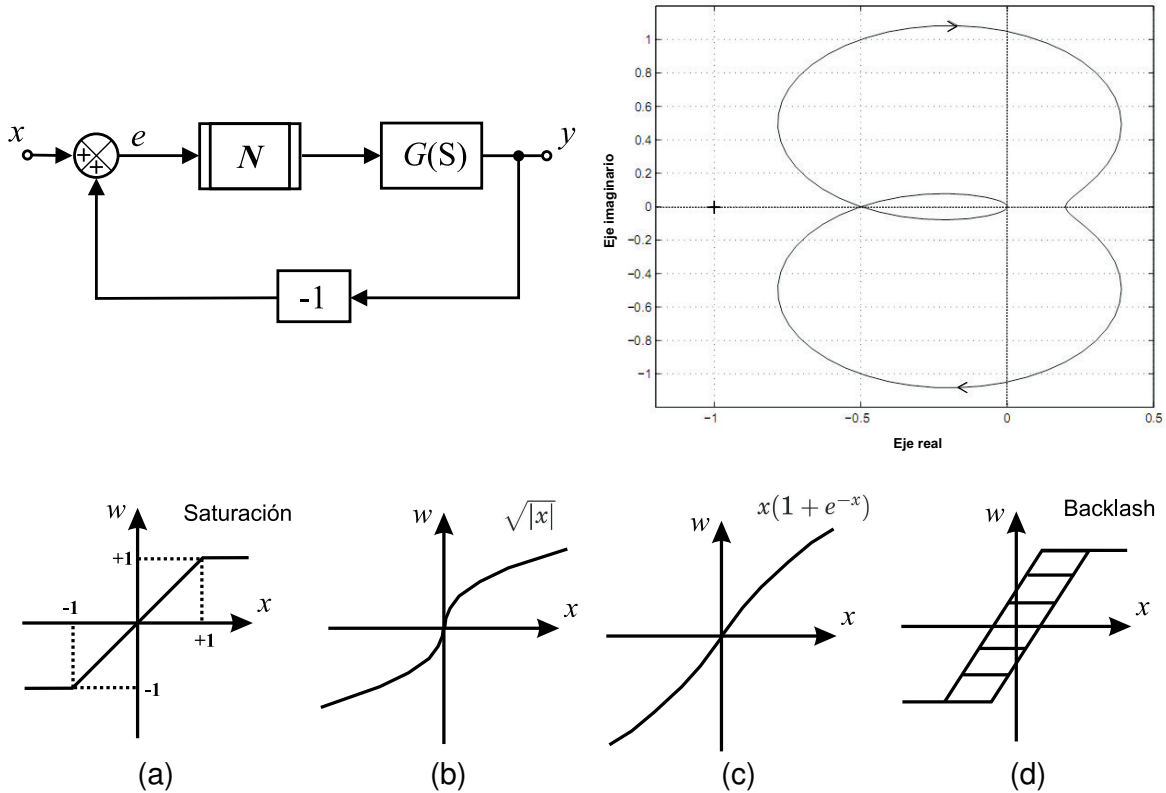 x
e
N
G(S)
y
-1
Eje imaginario
1
0.8
0.6
0.4
0.2
0
−0.2
−0.4
−0.6
−0.8
−1
−1
−0.5
0
0.5
Eje real
w
Saturación
+1
-1
x
+1
-1
(a)
w
√|x|
x
(b)
w
x(1 + e^{-x})
x
(c)
w
Backlash
x
(d)